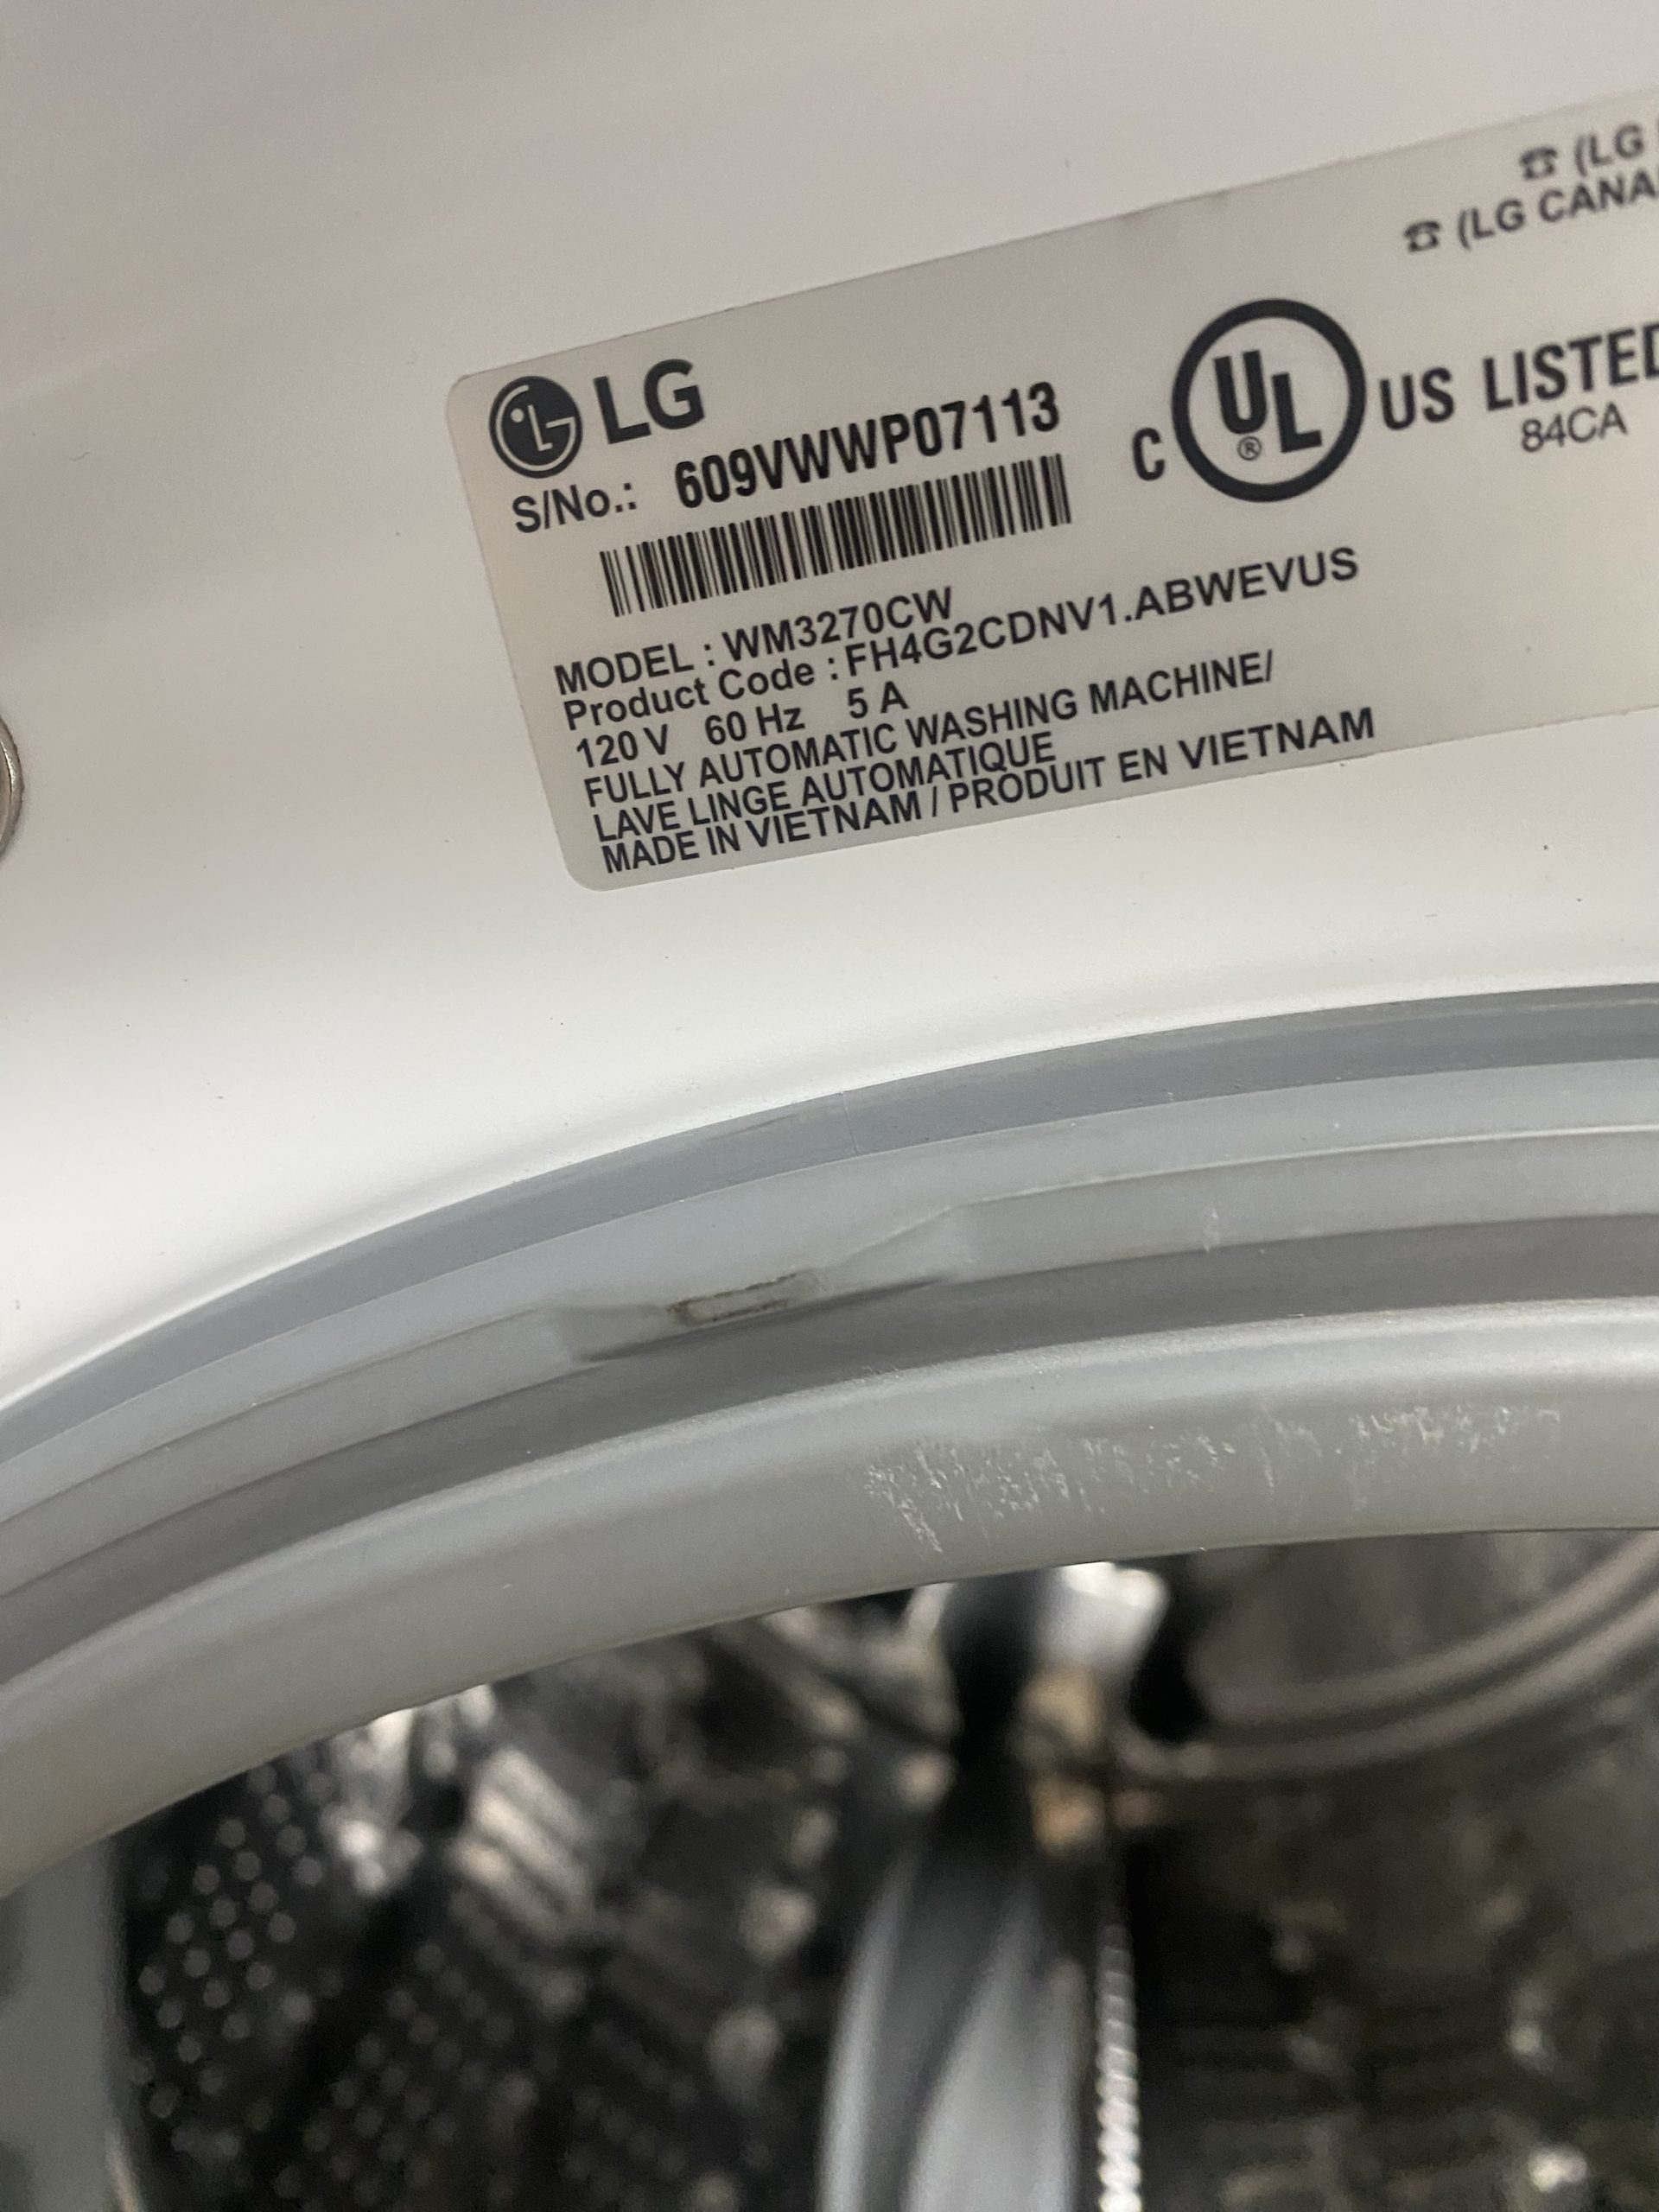 ☎ (LG
☎ (LG CANA
LG
S/No.: 609VWWP07113
C UL® US LISTED
84CA
MODEL : WM3270CW
Product Code : FH4G2CDNV1.ABWEVUS
120 V 60 Hz 5 A
FULLY AUTOMATIC WASHING MACHINE/
LAVE LINGE AUTOMATIQUE
MADE IN VIETNAM / PRODUIT EN VIETNAM